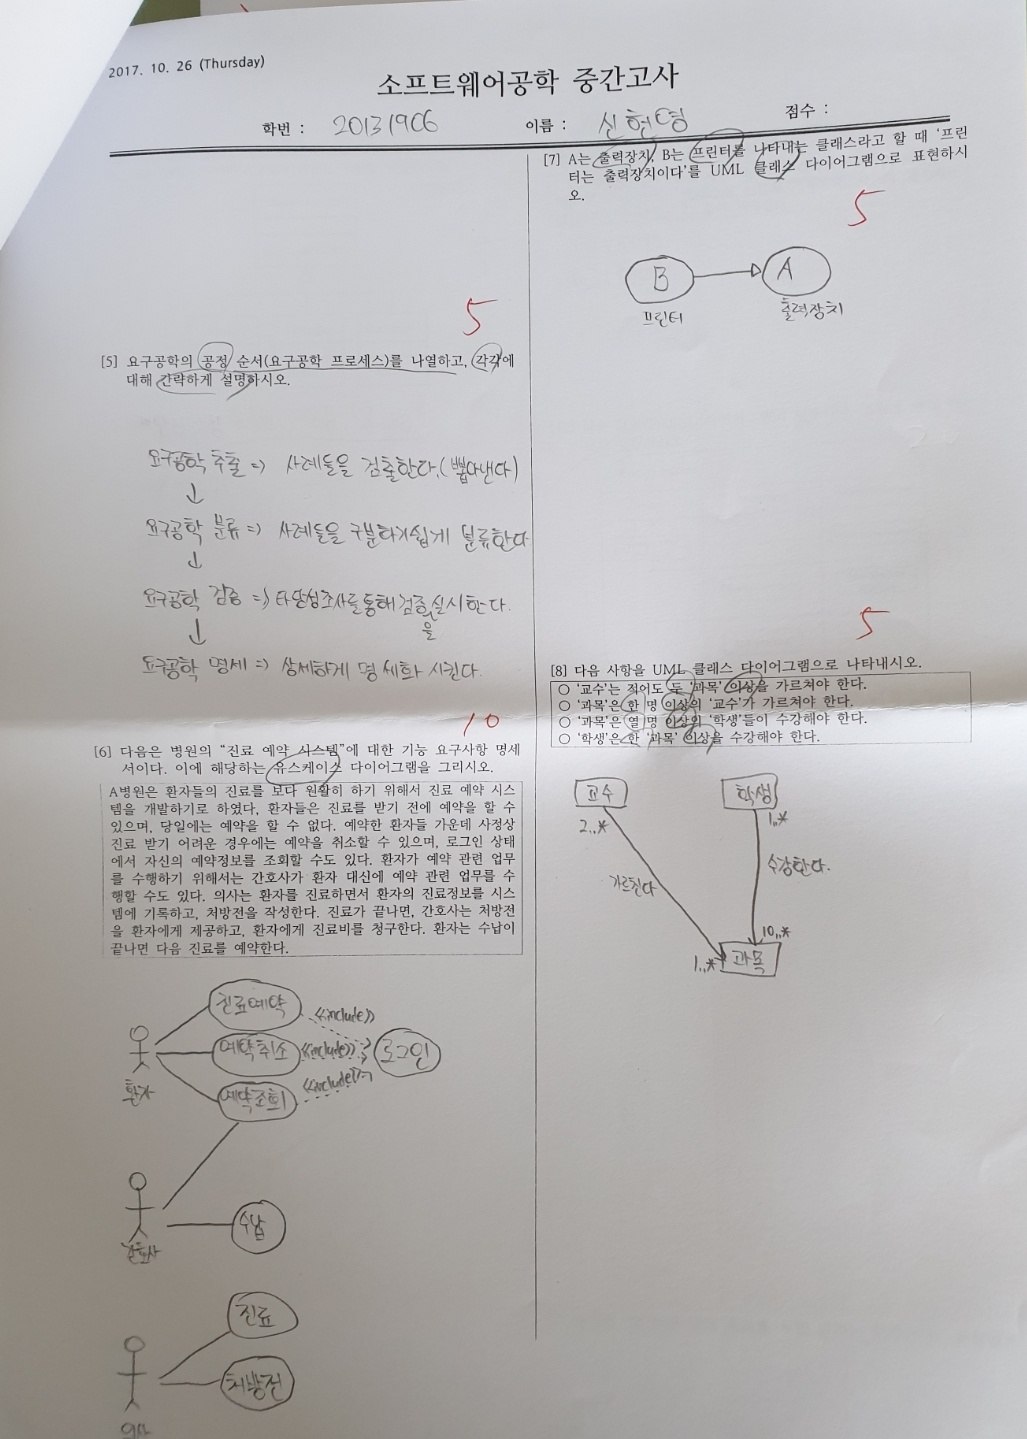 2017. 10. 26 (Thursday)
소프트웨어공학 중간고사
학번 : 201319C6
이름 : 신현영
점수 :
5
[5] 요구공학의 공정 순서(요구공학 프로세스)를 나열하고, 각각에
대해 간략하게 설명하시오.
요구공학 추출 => 사례들을 검출한다.(뽑아낸다)
↓
요구공학 분류 => 사례들을 구분하기쉽게 분류한다
↓
요구공학 검증 => 타당성조사를통해검증을실시한다.
↓
요구공학 명세 => 상세하게 명세화 시킨다.
10
[6] 다음은 병원의 "진료 예약 시스템"에 대한 기능 요구사항 명세
서이다. 이에 해당하는 유스케이스 다이어그램을 그리시오.
A병원은 환자들의 진료를 보다 원활히 하기 위해서 진료 예약 시스
템을 개발하기로 하였다. 환자들은 진료를 받기 전에 예약을 할 수
있으며, 당일에는 예약을 할 수 없다. 예약한 환자들 가운데 사정상
진료 받기 어려운 경우에는 예약을 취소할 수 있으며, 로그인 상태
에서 자신의 예약정보를 조회할 수도 있다. 환자가 예약 관련 업무
를 수행하기 위해서는 간호사가 환자 대신에 예약 관련 업무를 수
행할 수도 있다. 의사는 환자를 진료하면서 환자의 진료정보를 시스
템에 기록하고, 처방전을 작성한다. 진료가 끝나면, 간호사는 처방전
을 환자에게 제공하고, 환자에게 진료비를 청구한다. 환자는 수납이
끝나면 다음 진료를 예약한다.
진료예약
<<include>>
예약취소
<<include>>
로그인
환자
예약조회
<<include>>
수납
간호사
진료
처방전
의사
[7] A는 출력장치, B는 프린터를 나타내는 클래스라고 할 때 '프린
터는 출력장치이다'를 UML 클래스 다이어그램으로 표현하시
오.
5
B
A
프린터
출력장치
5
[8] 다음 사항을 UML 클래스 다이어그램으로 나타내시오.
○ '교수'는 적어도 두 '과목' 이상을 가르쳐야 한다.
○ '과목'은 한 명 이상의 '교수'가 가르쳐야 한다.
○ '과목'은 열 명 이상의 '학생'들이 수강해야 한다.
○ '학생'은 한 '과목' 이상을 수강해야 한다.
교수
학생
2..*
1..*
가르친다
수강한다.
10..*
1..*
과목